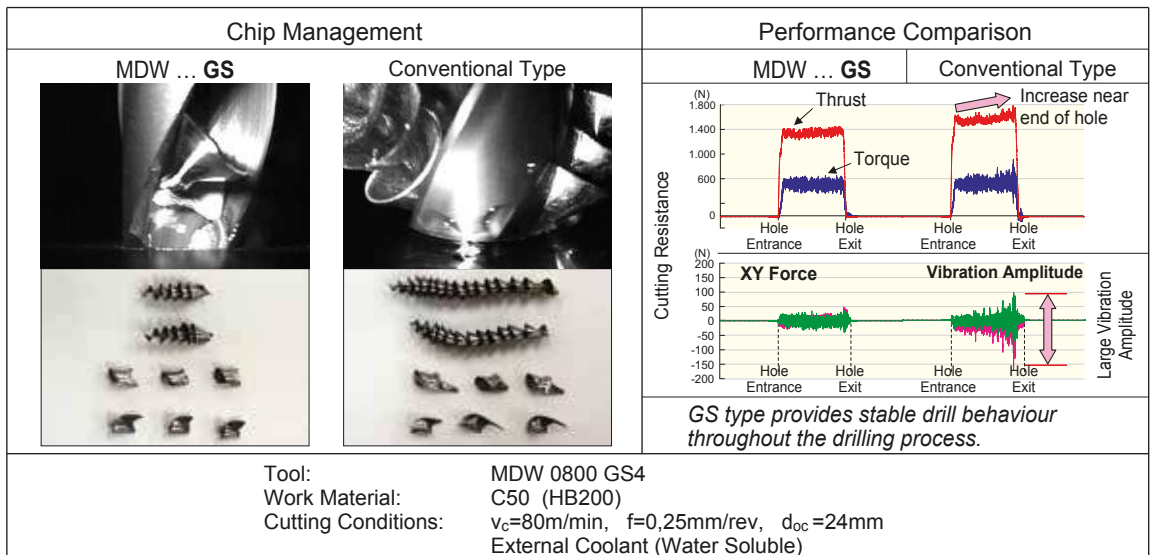 Chip Management
MDW … GS
Conventional Type
Performance Comparison
MDW … GS
Conventional Type
Cutting Resistance
(N)
1.800
1.400
1.000
600
0
Thrust
Torque
Increase near
end of hole
Hole
Entrance
Hole
Exit
Hole
Entrance
Hole
Exit
(N)
200
150
100
50
0
-50
-100
-150
-200
XY Force
Vibration Amplitude
Hole
Entrance
Hole
Exit
Hole
Entrance
Hole
Exit
Large Vibration
Amplitude
GS type provides stable drill behaviour
throughout the drilling process.
Tool: MDW 0800 GS4
Work Material: C50 (HB200)
Cutting Conditions: vc=80m/min, f=0,25mm/rev, doc=24mm
External Coolant (Water Soluble)